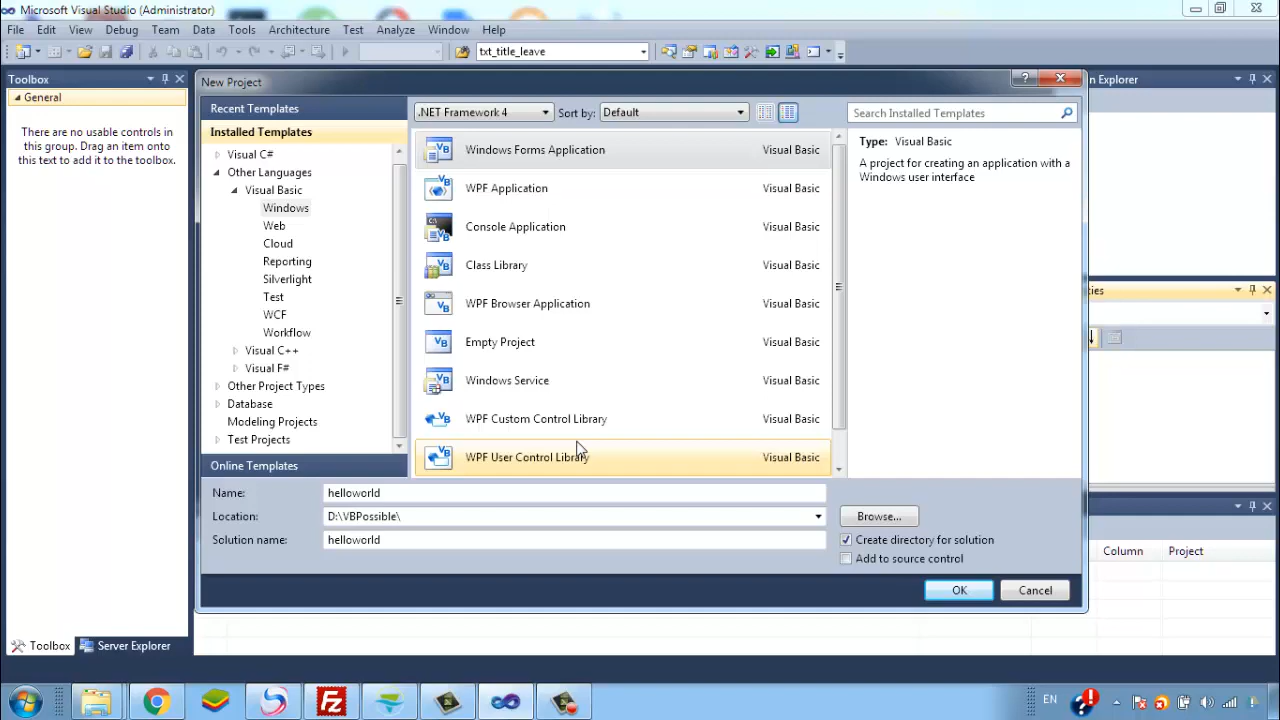 Microsoft Visual Studio (Administrator)
File Edit View Debug Team Data Tools Architecture Test Analyze Window Help
txt_title_leave
Toolbox
General
There are no usable controls in
this group. Drag an item onto
this text to add it to the toolbox.
Toolbox Server Explorer
New Project
Recent Templates
Installed Templates
Visual C#
Other Languages
Visual Basic
Windows
Web
Cloud
Reporting
Silverlight
Test
WCF
Workflow
Visual C++
Visual F#
Other Project Types
Database
Modeling Projects
Test Projects
Online Templates
.NET Framework 4 Sort by: Default
Windows Forms Application Visual Basic
WPF Application Visual Basic
Console Application Visual Basic
Class Library Visual Basic
WPF Browser Application Visual Basic
Empty Project Visual Basic
Windows Service Visual Basic
WPF Custom Control Library Visual Basic
WPF User Control Library Visual Basic
Search Installed Templates
Type: Visual Basic
A project for creating an application with a
Windows user interface
Name: helloworld
Location: D:\VBPossible\ Browse...
Solution name: helloworld
Create directory for solution
Add to source control
OK Cancel
n Explorer
ies
Column Project
EN